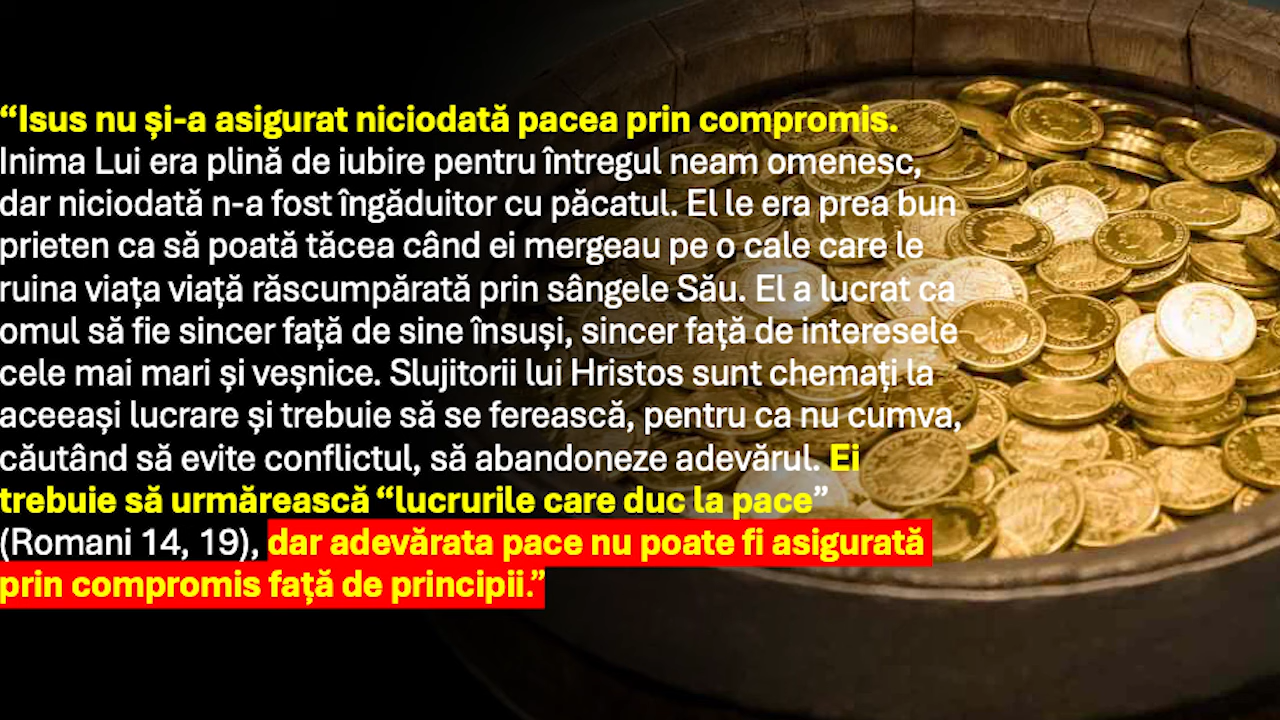 “Isus nu și-a asigurat niciodată pacea prin compromis.
Inima Lui era plină de iubire pentru întregul neam omenesc,
dar niciodată n-a fost îngăduitor cu păcatul. El le era prea bun
prieten ca să poată tăcea când ei mergeau pe o cale care le
ruina viața viață răscumpărată prin sângele Său. El a lucrat ca
omul să fie sincer față de sine însuși, sincer față de interesele
cele mai mari și veșnice. Slujitorii lui Hristos sunt chemați la
aceeași lucrare și trebuie să se ferească, pentru ca nu cumva,
căutând să evite conflictul, să abandoneze adevărul. Ei
trebuie să urmărească “lucrurile care duc la pace”
(Romani 14, 19), dar adevărata pace nu poate fi asigurată
prin compromis față de principii.”